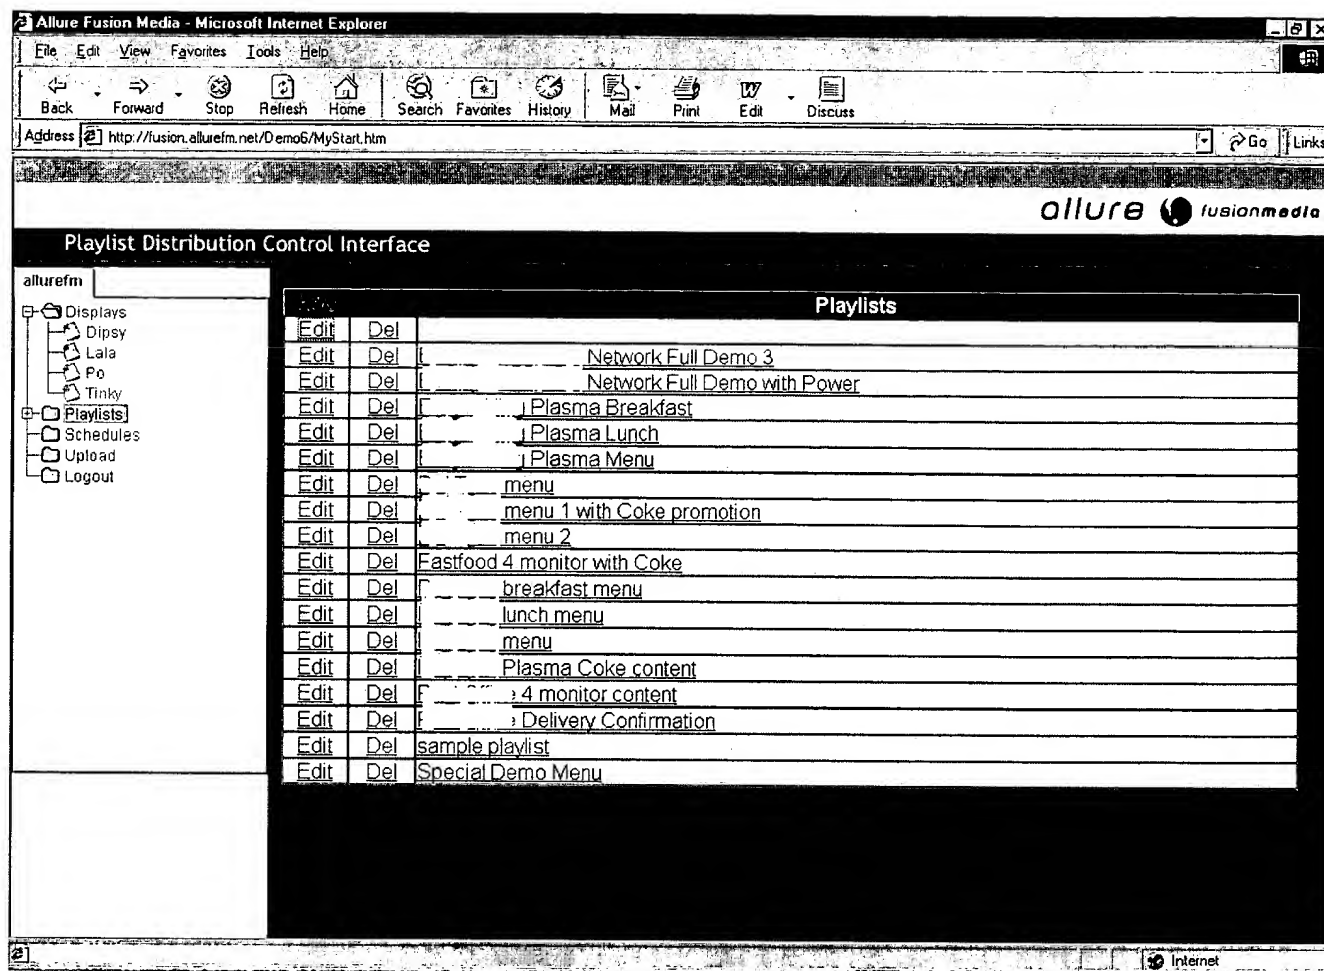 Allure Fusion Media - Microsoft Internet Explorer
File Edit View Favorites Tools Help
Back Forward Stop Refresh Home Search Favorites History Mail Print Edit Discuss
Address http://fusion.allurefm.net/Demo6/MyStart.htm Go Links
allure fusionmedia
Playlist Distribution Control Interface
allurefm
Displays
Dipsy
Lala
Po
Tinky
Playlists
Schedules
Upload
Logout
Playlists
Edit Del
Edit Del Network Full Demo 3
Edit Del Network Full Demo with Power
Edit Del Plasma Breakfast
Edit Del Plasma Lunch
Edit Del Plasma Menu
Edit Del menu
Edit Del menu 1 with Coke promotion
Edit Del menu 2
Edit Del Fastfood 4 monitor with Coke
Edit Del breakfast menu
Edit Del lunch menu
Edit Del menu
Edit Del Plasma Coke content
Edit Del 4 monitor content
Edit Del Delivery Confirmation
Edit Del sample playlist
Edit Del Special Demo Menu
Internet